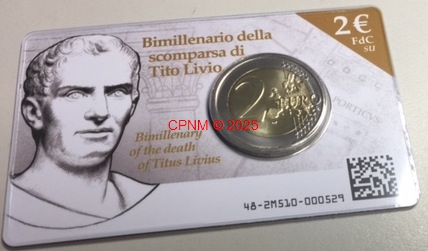 Bimillenario della
scomparsa di
Tito Livio
2 €
FdC
su
2
EURO
PORTICVS
CPNM © 2025
Bimillenary
of the death
of Titus Livius
48-2MS10-000529